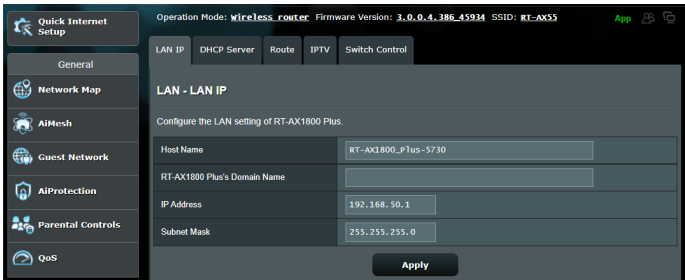 Quick Internet
Setup
Operation Mode: Wireless router Firmware Version: 3.0.0.4.386_45934 SSID: RT-AX55
App
LAN IP DHCP Server Route IPTV Switch Control
General
Network Map
AiMesh
Guest Network
AiProtection
Parental Controls
QoS
LAN - LAN IP
Configure the LAN setting of RT-AX1800 Plus.
Host Name RT-AX1800_Plus-5730
RT-AX1800 Plus's Domain Name
IP Address 192.168.50.1
Subnet Mask 255.255.255.0
Apply